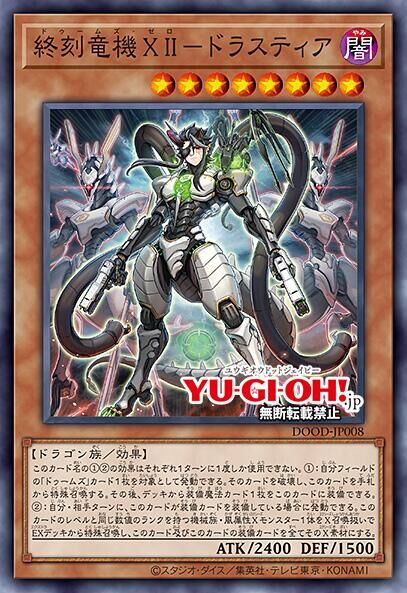 ドゥームズ ゼロ
終刻竜機ⅩⅡ-ドラスティア
やみ
闇
ユウギオウドットジェイピー
YU-GI-OH!.jp
無断転載禁止
DOOD-JP008
【ドラゴン族／効果】
このカード名の①②の効果はそれぞれ1ターンに1度しか使用できない。①：自分フィールド
の「ドゥームズ」カード1枚を対象として発動できる。そのカードを破壊し、このカードを手札
から特殊召喚する。その後、デッキから装備魔法カード1枚をこのカードに装備できる。
②：自分・相手ターンに、このカードが装備カードを装備している場合に発動できる。
このカードのレベルと同じ数値のランクを持つ機械族・風属性Xモンスター1体をX召喚扱いで
EXデッキから特殊召喚し、このカード及びこのカードの装備カードを全てそのX素材にする。
ATK/2400 DEF/1500
©スタジオ・ダイス／集英社・テレビ東京・KONAMI